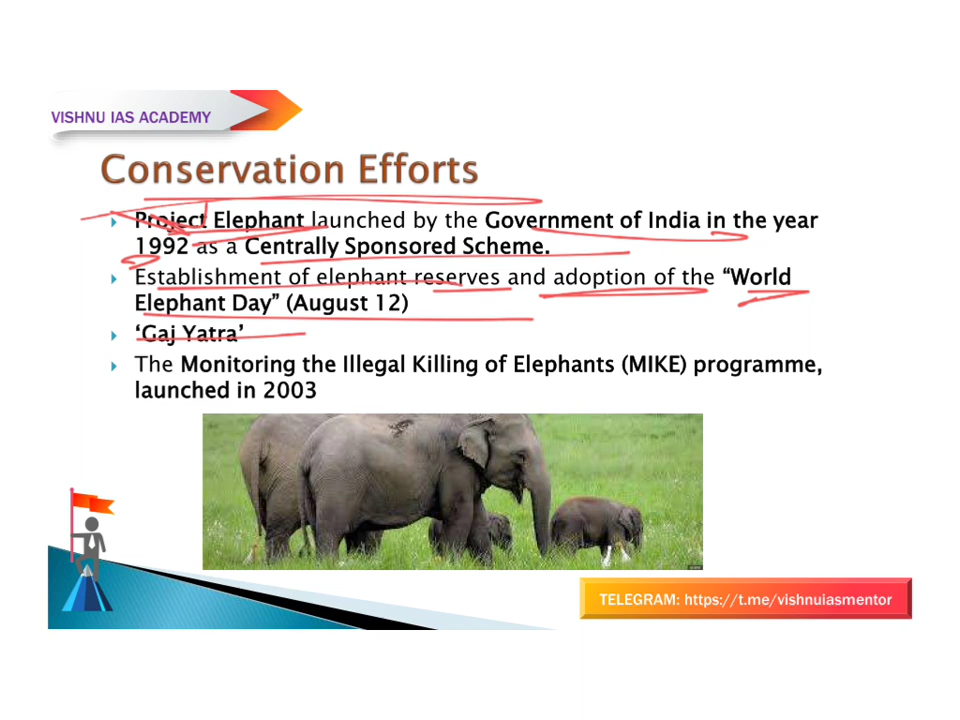 VISHNU IAS ACADEMY
Conservation Efforts
Project Elephant launched by the Government of India in the year
1992 as a Centrally Sponsored Scheme.
Establishment of elephant reserves and adoption of the “World
Elephant Day” (August 12)
‘Gaj Yatra’
The Monitoring the Illegal Killing of Elephants (MIKE) programme,
launched in 2003
TELEGRAM: https://t.me/vishnuiasmentor